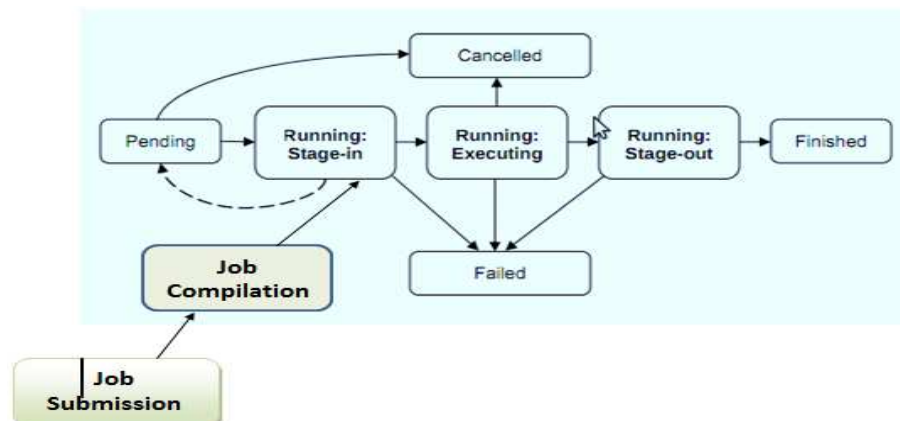 Cancelled
Pending
Running:
Stage-in
Running:
Executing
Running:
Stage-out
Finished
Job
Compilation
Failed
Job
Submission